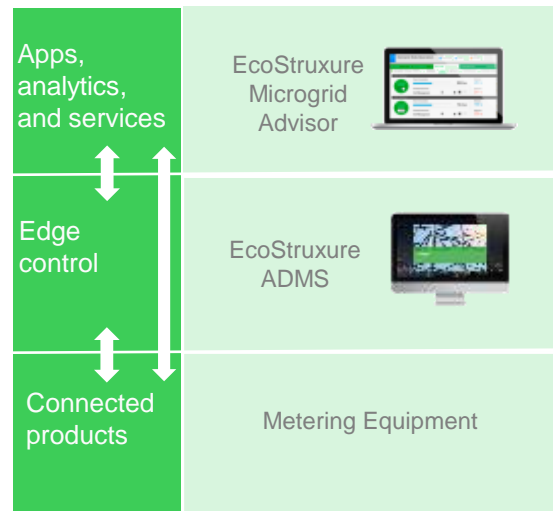 Apps,
analytics,
and services
EcoStruxure
Microgrid
Advisor
Edge
control
EcoStruxure
ADMS
Connected
products
Metering Equipment